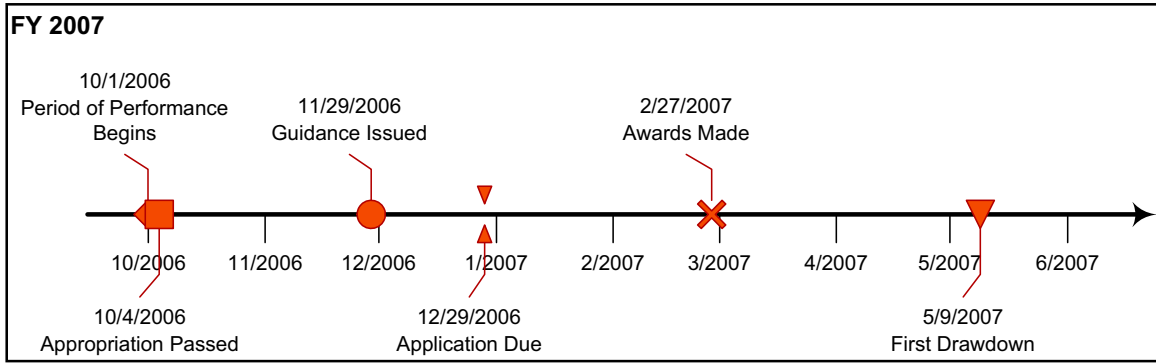 FY 2007
10/1/2006
Period of Performance
Begins
11/29/2006
Guidance Issued
2/27/2007
Awards Made
10/2006
11/2006
12/2006
1/2007
2/2007
3/2007
4/2007
5/2007
6/2007
10/4/2006
Appropriation Passed
12/29/2006
Application Due
5/9/2007
First Drawdown